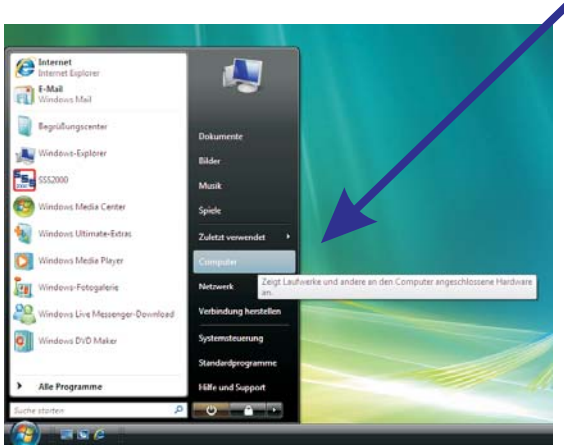 Internet
Internet Explorer
E-Mail
Windows Mail
Begrüßungscenter
Windows-Explorer
SSS2000
Windows Media Center
Windows Ultimate-Extras
Windows Media Player
Windows-Fotogalerie
Windows Live Messenger-Download
Windows DVD Maker
Alle Programme
Suche starten
Dokumente
Bilder
Musik
Spiele
Zuletzt verwendet
Computer
Netzwerk
Verbindung herstellen
Systemsteuerung
Standardprogramme
Hilfe und Support
Zeigt Laufwerke und andere an den Computer angeschlossene Hardware
an.